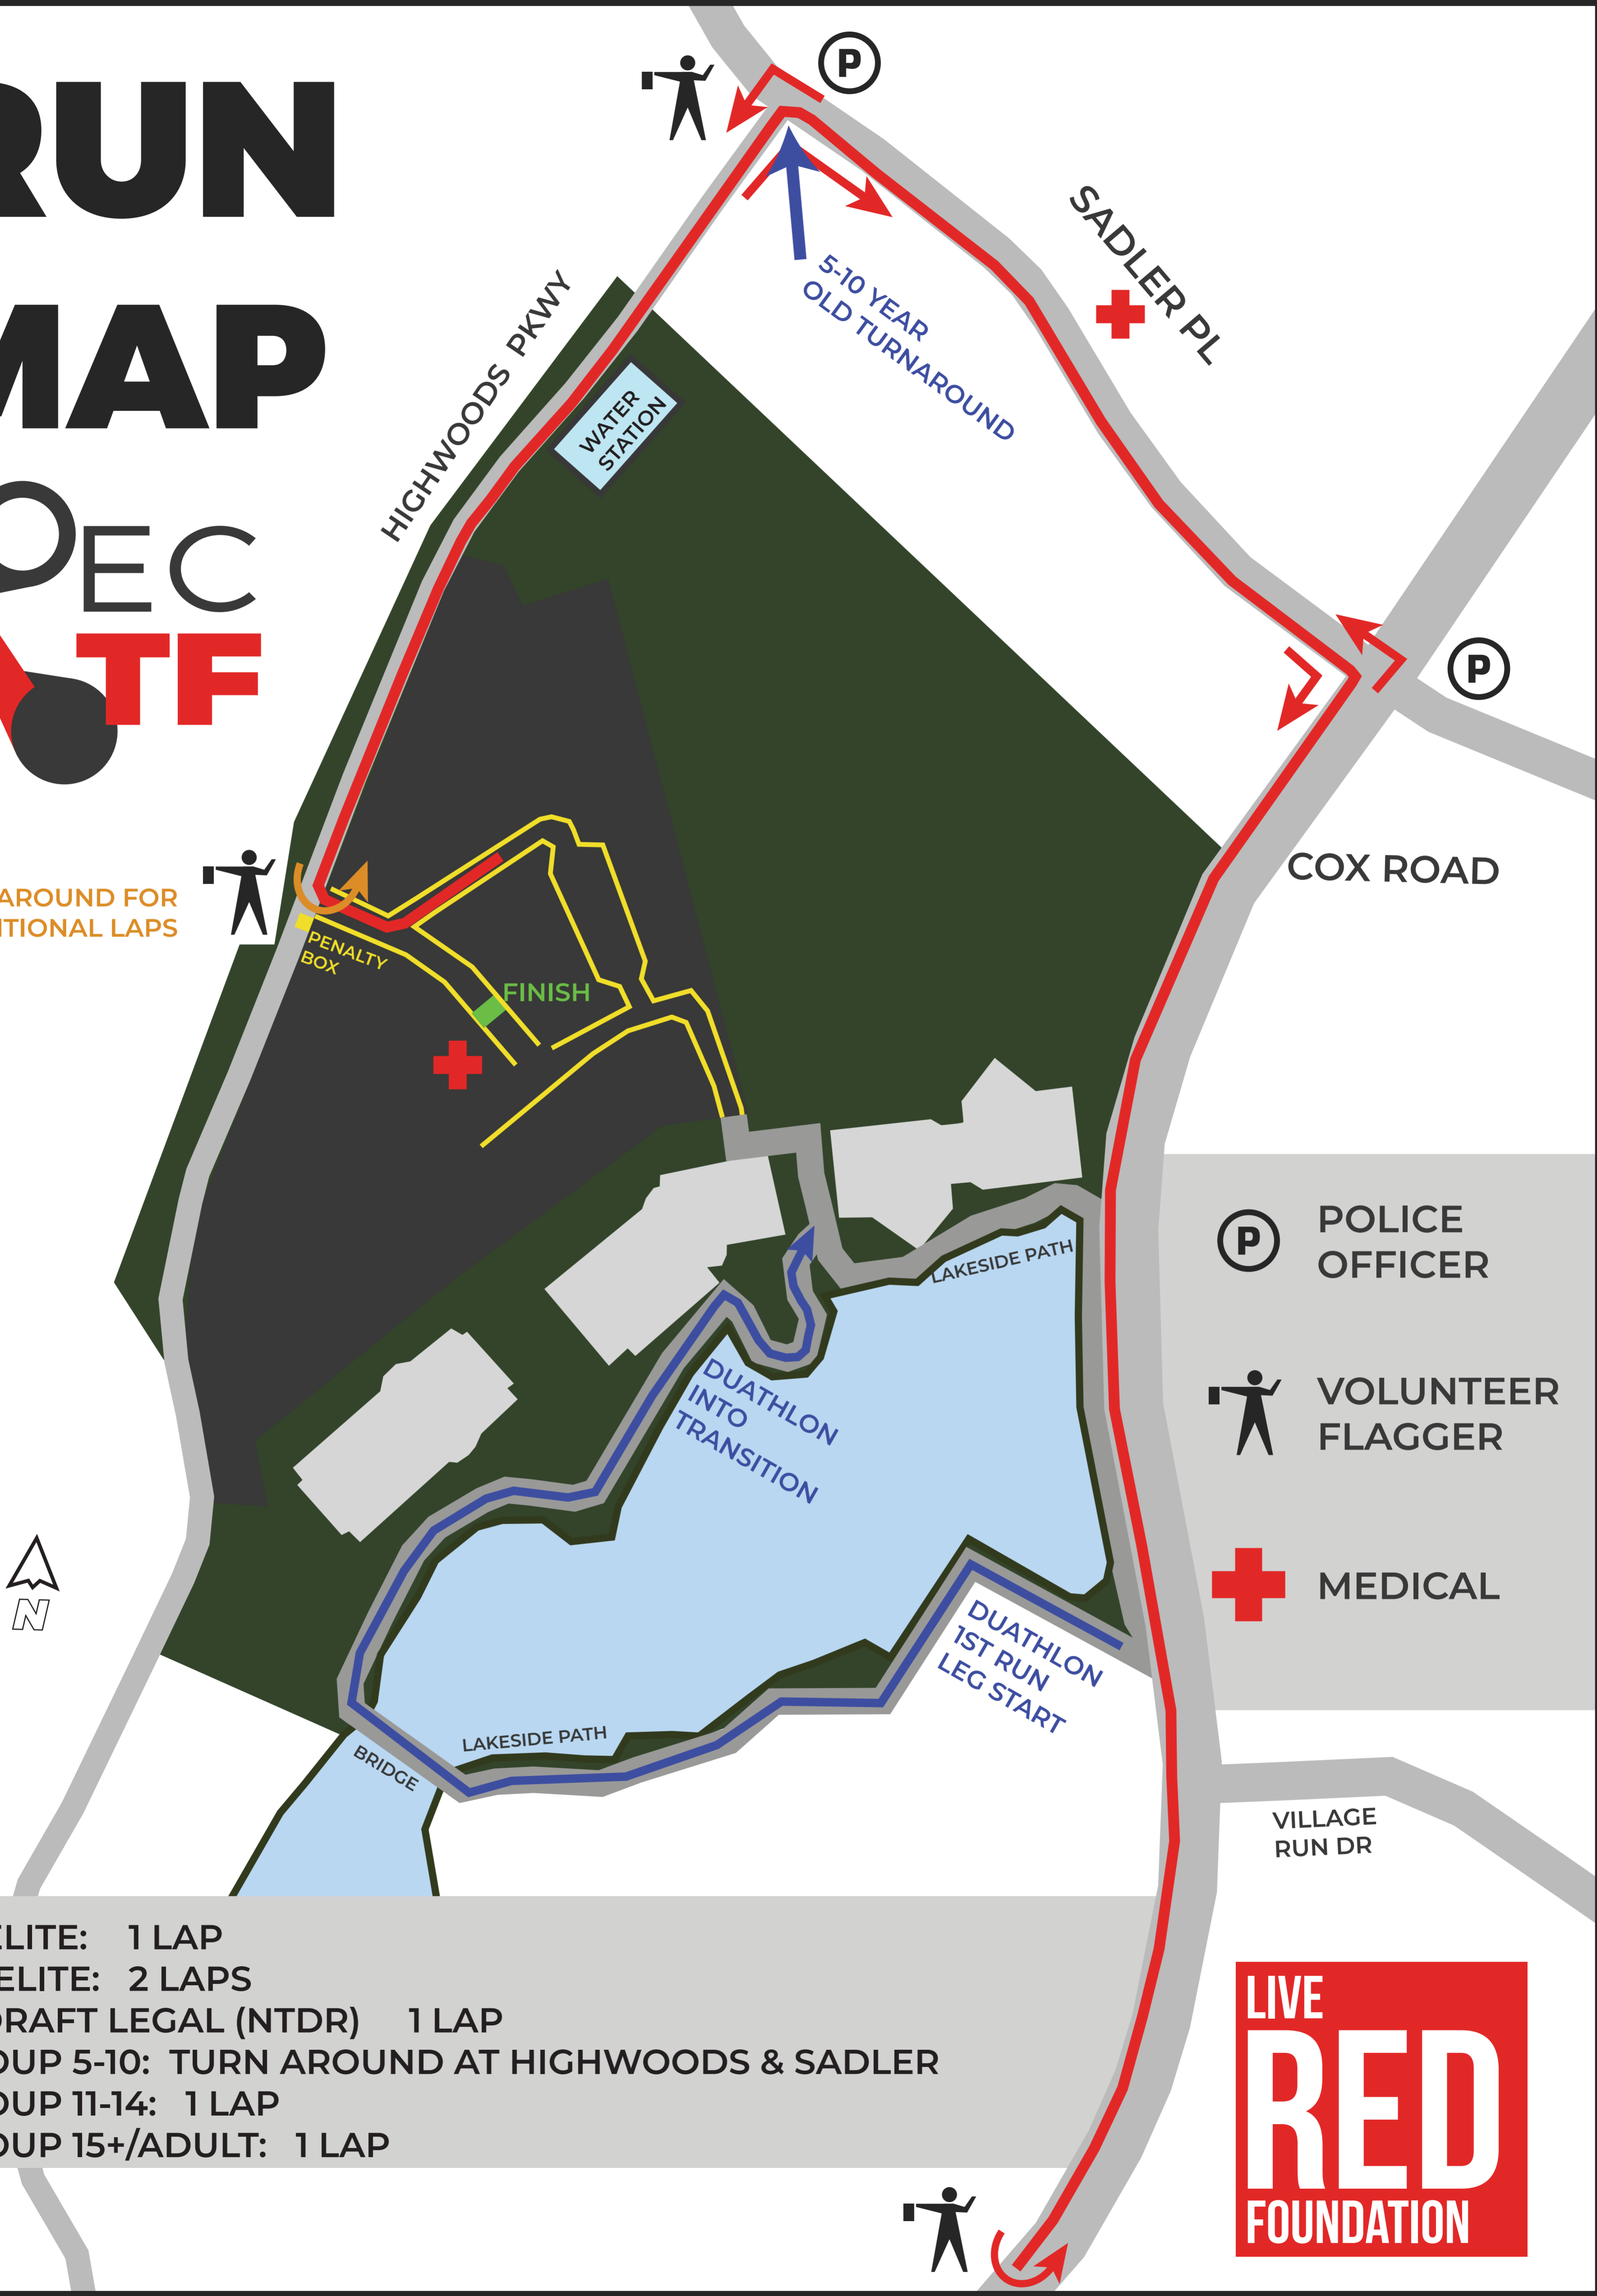 RUN
MAP
PEC
TF
P
SADLER PL
5-10 YEAR
OLD TURNAROUND
HIGHWOODS PKWY
WATER
STATION
P
COX ROAD
AROUND FOR
TIONAL LAPS
PENALTY
BOX
FINISH
LAKESIDE PATH
DUATHLON
INTO
TRANSITION
P
POLICE
OFFICER
VOLUNTEER
FLAGGER
MEDICAL
N
DUATHLON
1ST RUN
LEG START
LAKESIDE PATH
BRIDGE
VILLAGE
RUN DR
ELITE: 1 LAP
ELITE: 2 LAPS
DRAFT LEGAL (NTDR) 1 LAP
OUP 5-10: TURN AROUND AT HIGHWOODS & SADLER
OUP 11-14: 1 LAP
OUP 15+/ADULT: 1 LAP
LIVE
RED
FOUNDATION